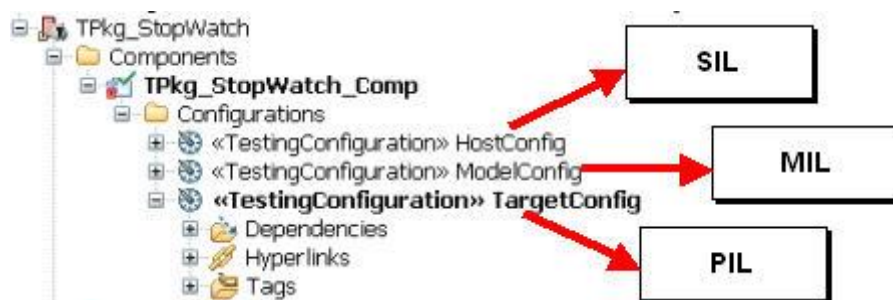 TPkg_StopWatch
Components
TPkg_StopWatch_Comp
Configurations
«TestingConfiguration» HostConfig
«TestingConfiguration» ModelConfig
«TestingConfiguration» TargetConfig
Dependencies
Hyperlinks
Tags
SIL
MIL
PIL